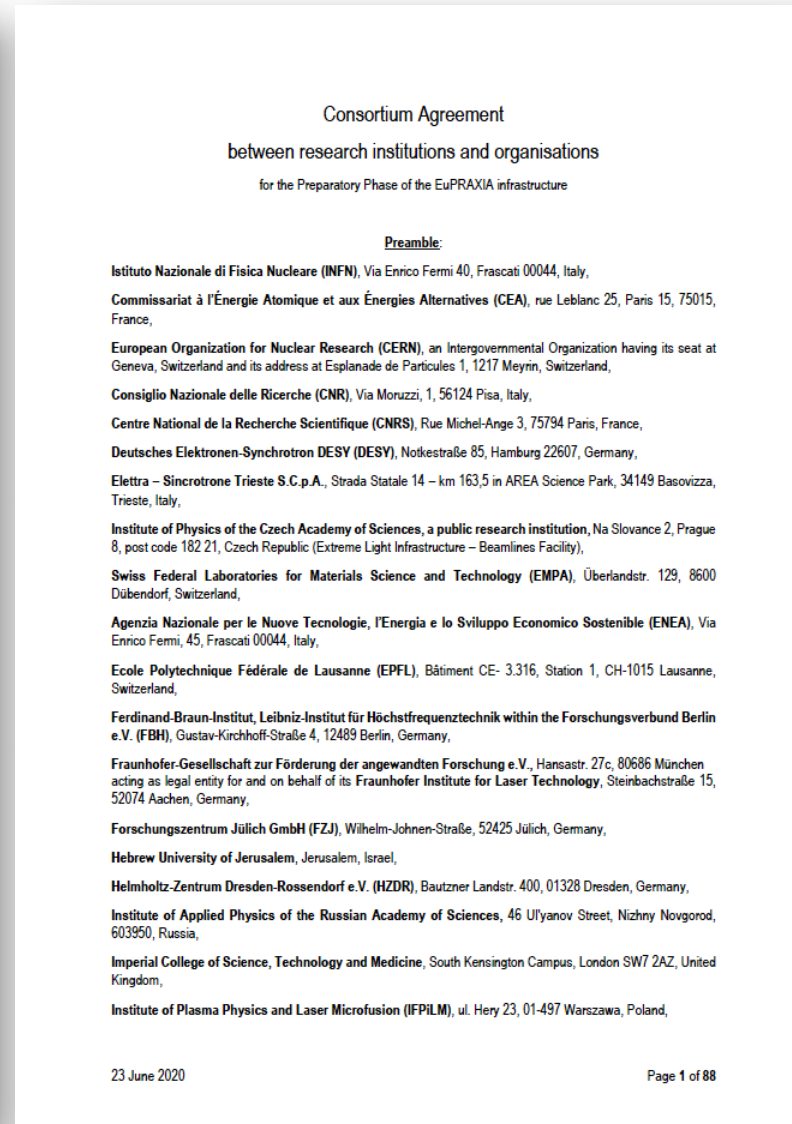 Consortium Agreement
between research institutions and organisations
for the Preparatory Phase of the EuPRAXIA infrastructure
Preamble:
Istituto Nazionale di Fisica Nucleare (INFN), Via Enrico Fermi 40, Frascati 00044, Italy,
Commissariat à l'Énergie Atomique et aux Énergies Alternatives (CEA), rue Leblanc 25, Paris 15, 75015,
France,
European Organization for Nuclear Research (CERN), an Intergovernmental Organization having its seat at
Geneva, Switzerland and its address at Esplanade de Particules 1, 1217 Meyrin, Switzerland,
Consiglio Nazionale delle Ricerche (CNR), Via Moruzzi, 1, 56124 Pisa, Italy,
Centre National de la Recherche Scientifique (CNRS), Rue Michel-Ange 3, 75794 Paris, France,
Deutsches Elektronen-Synchrotron DESY (DESY), Notkestraße 85, Hamburg 22607, Germany,
Elettra – Sincrotrone Trieste S.C.p.A., Strada Statale 14 – km 163,5 in AREA Science Park, 34149 Basovizza,
Trieste, Italy,
Institute of Physics of the Czech Academy of Sciences, a public research institution, Na Slovance 2, Prague
8, post code 182 21, Czech Republic (Extreme Light Infrastructure – Beamlines Facility),
Swiss Federal Laboratories for Materials Science and Technology (EMPA), Überlandstr. 129, 8600
Dübendorf, Switzerland,
Agenzia Nazionale per le Nuove Tecnologie, l'Energia e lo Sviluppo Economico Sostenible (ENEA), Via
Enrico Fermi, 45, Frascati 00044, Italy,
Ecole Polytechnique Fédérale de Lausanne (EPFL), Bâtiment CE- 3.316, Station 1, CH-1015 Lausanne,
Switzerland,
Ferdinand-Braun-Institut, Leibniz-Institut für Höchstfrequenztechnik within the Forschungsverbund Berlin
e.V. (FBH), Gustav-Kirchhoff-Straße 4, 12489 Berlin, Germany,
Fraunhofer-Gesellschaft zur Förderung der angewandten Forschung e.V., Hansastr. 27c, 80686 München
acting as legal entity for and on behalf of its Fraunhofer Institute for Laser Technology, Steinbachstraße 15,
52074 Aachen, Germany,
Forschungszentrum Jülich GmbH (FZJ), Wilhelm-Johnen-Straße, 52425 Jülich, Germany,
Hebrew University of Jerusalem, Jerusalem, Israel,
Helmholtz-Zentrum Dresden-Rossendorf e.V. (HZDR), Bautzner Landstr. 400, 01328 Dresden, Germany,
Institute of Applied Physics of the Russian Academy of Sciences, 46 Ul'yanov Street, Nizhny Novgorod,
603950, Russia,
Imperial College of Science, Technology and Medicine, South Kensington Campus, London SW7 2AZ, United
Kingdom,
Institute of Plasma Physics and Laser Microfusion (IFPiLM), ul. Hery 23, 01-497 Warszawa, Poland,
23 June 2020 Page 1 of 88